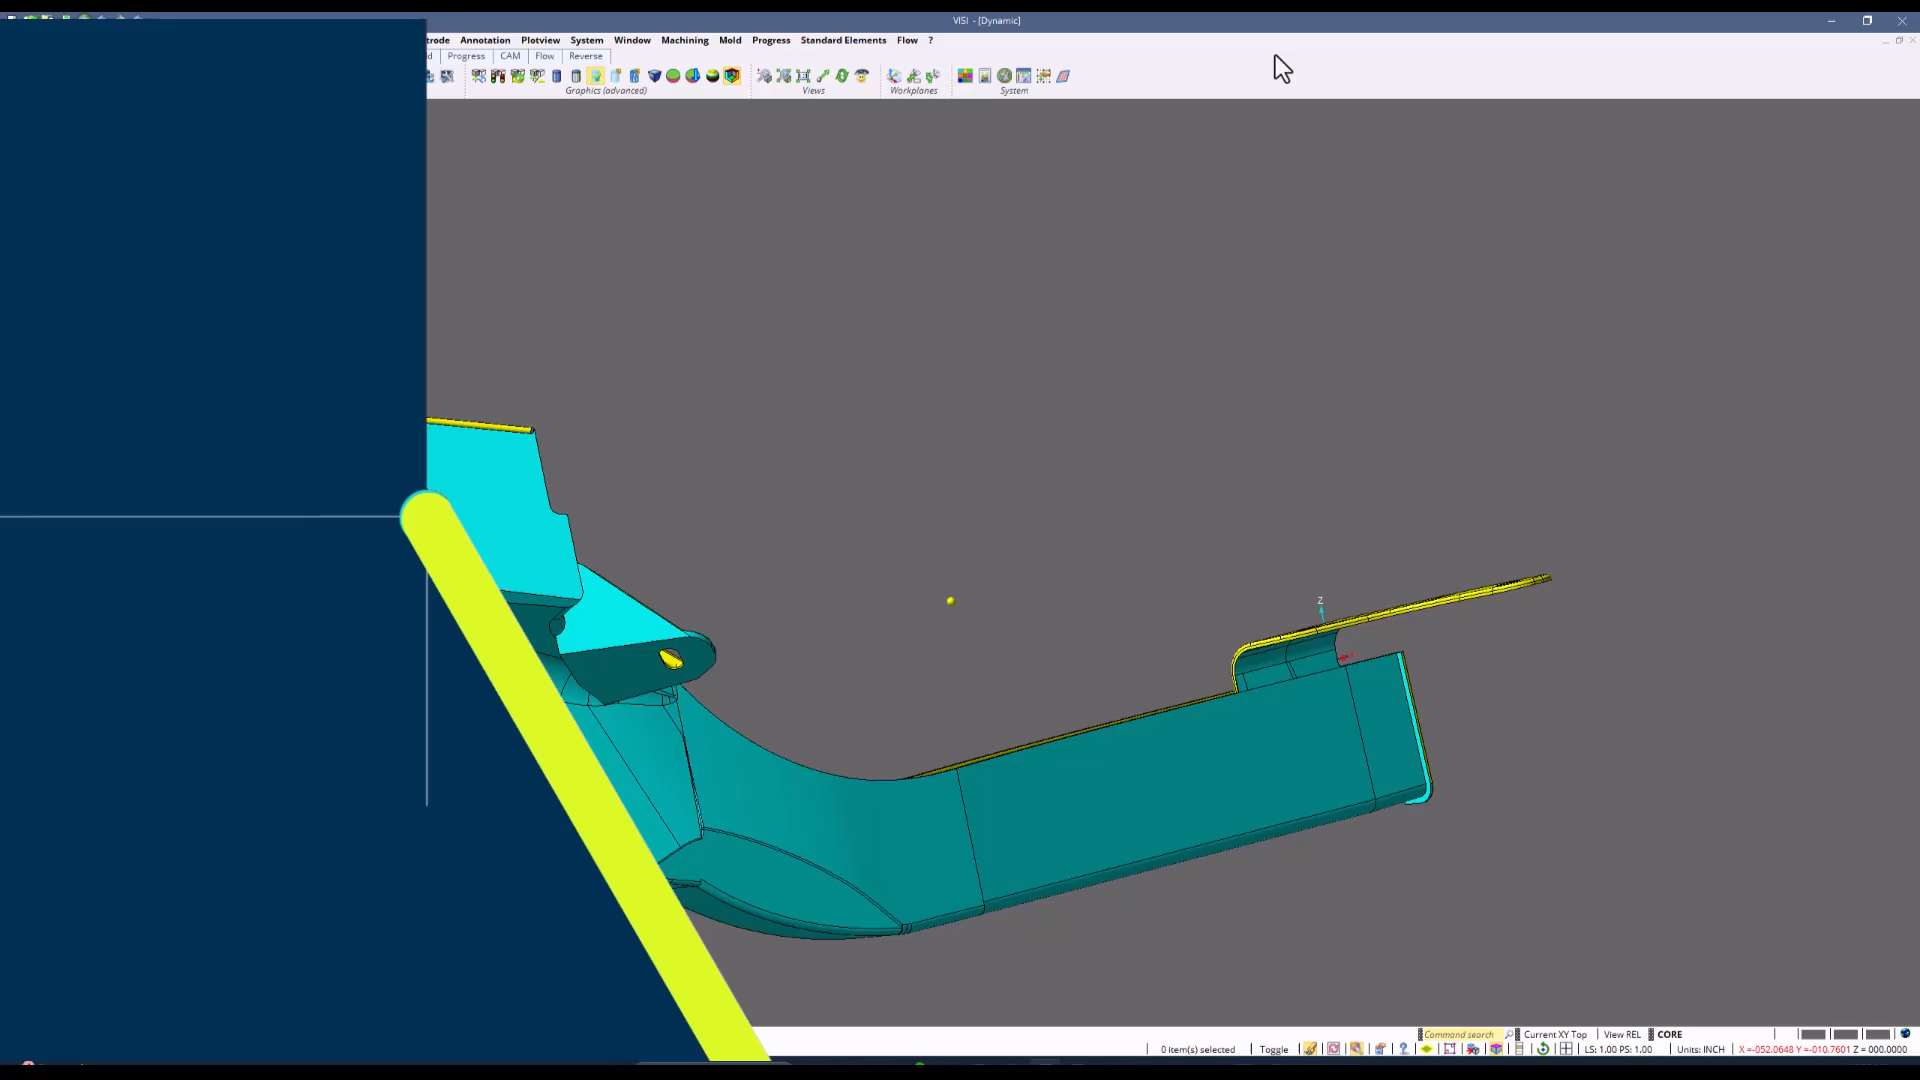 VISI - [Dynamic]
trode Annotation Plotview System Window Machining Mold Progress Standard Elements Flow ?
d Progress CAM Flow Reverse
Graphics (advanced) Views Workplanes System
Z
Command search Current XY Top View REL CORE
0 item(s) selected Toggle LS: 1.00 PS: 1.00 Units: INCH X =-052.0648 Y =-010.7601 Z = 000.0000